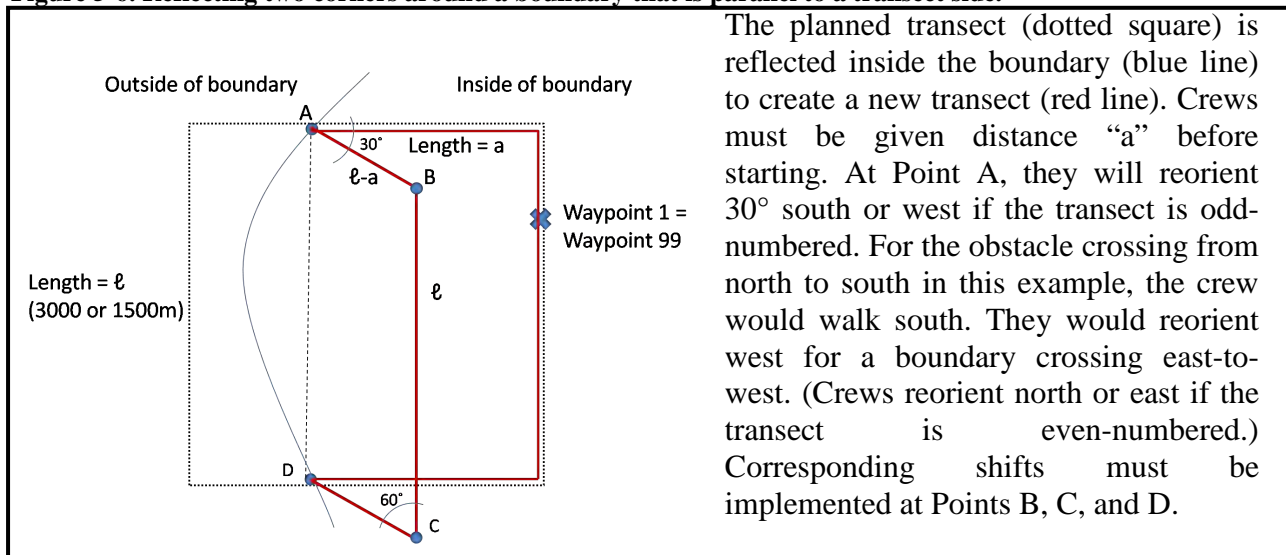 Outside of boundary
Inside of boundary
A
30°
Length = a
ℓ-a
B
Waypoint 1 =
Waypoint 99
Length = ℓ
(3000 or 1500m)
ℓ
D
60°
C
The planned transect (dotted square) is
reflected inside the boundary (blue line)
to create a new transect (red line). Crews
must be given distance “a” before
starting. At Point A, they will reorient
30° south or west if the transect is odd-
numbered. For the obstacle crossing from
north to south in this example, the crew
would walk south. They would reorient
west for a boundary crossing east-to-
west. (Crews reorient north or east if the
transect is even-numbered.)
Corresponding shifts must be
implemented at Points B, C, and D.